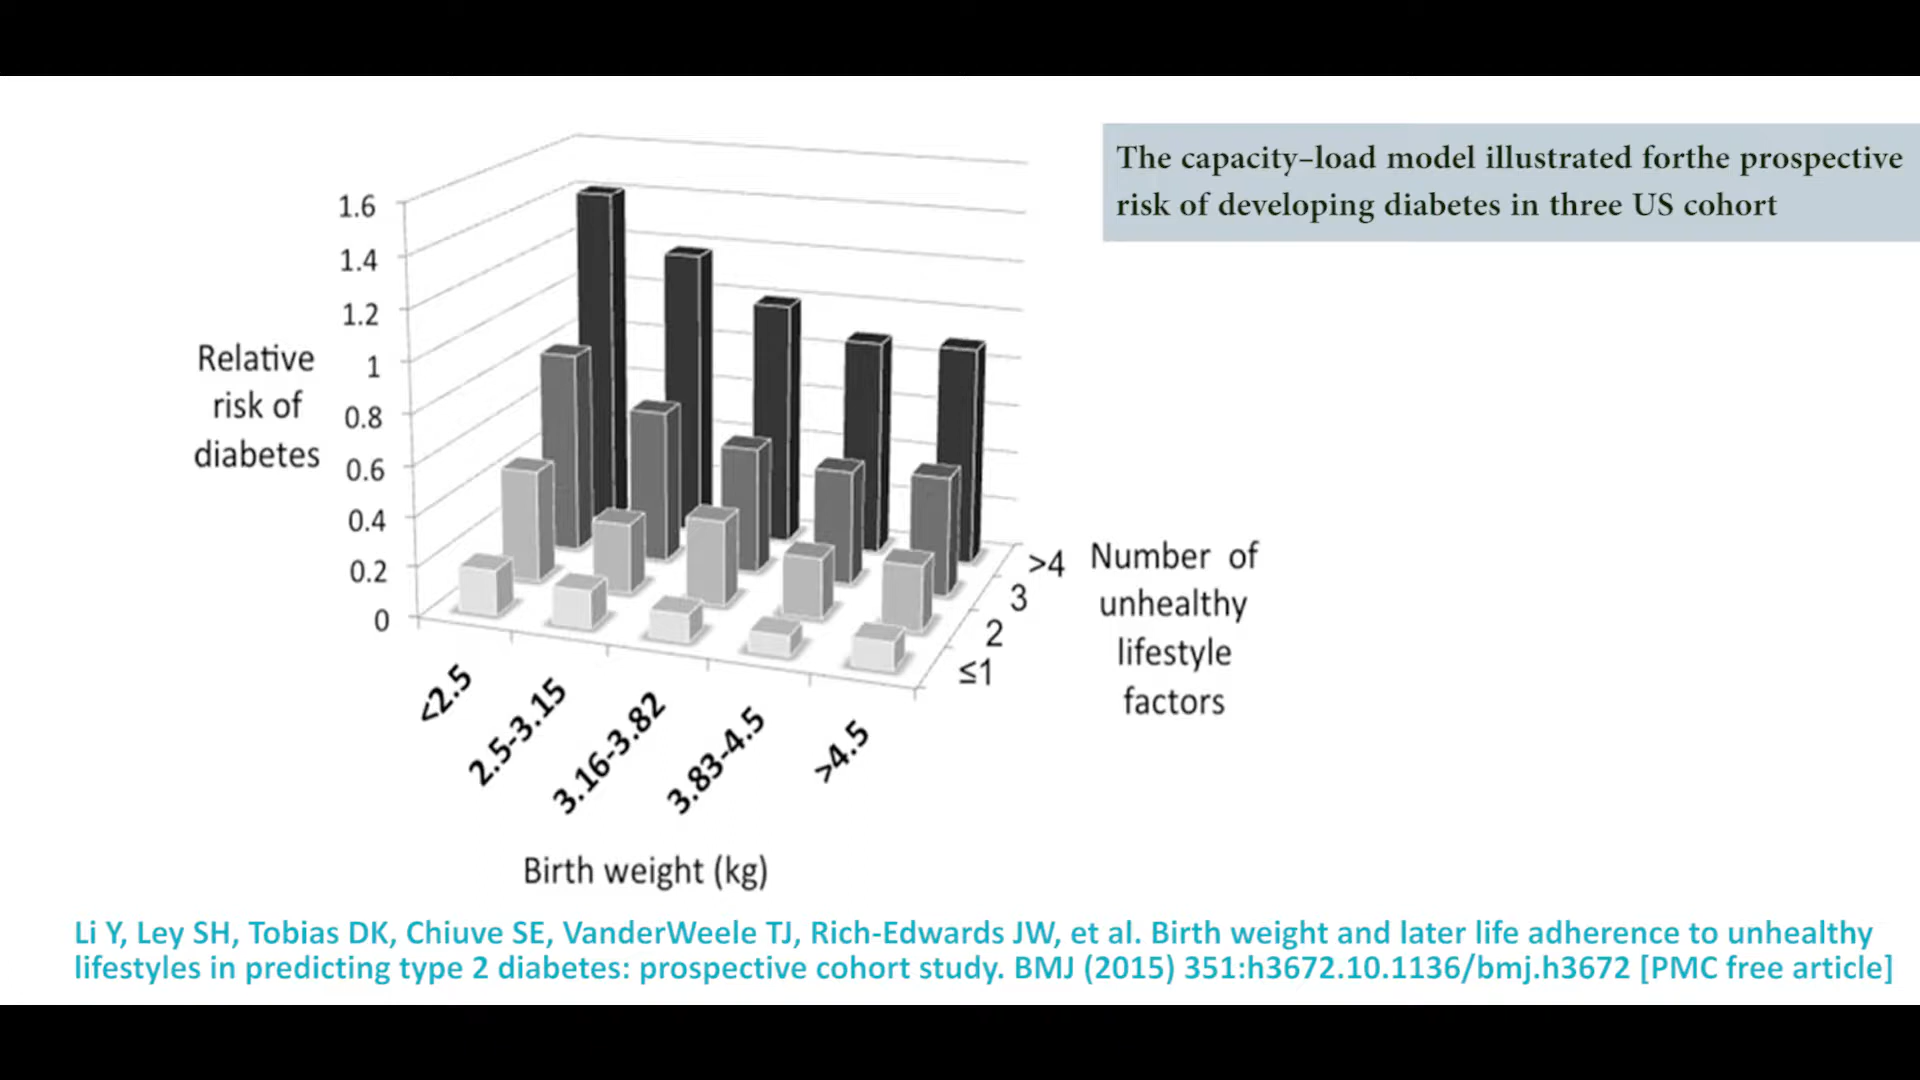 The capacity–load model illustrated forthe prospective
risk of developing diabetes in three US cohort
1.6
1.4
1.2
1
0.8
0.6
0.4
0.2
0
Relative
risk of
diabetes
>4
3
2
≤1
Number of
unhealthy
lifestyle
factors
<2.5
2.5-3.15
3.16-3.82
3.83-4.5
>4.5
Birth weight (kg)
Li Y, Ley SH, Tobias DK, Chiuve SE, VanderWeele TJ, Rich-Edwards JW, et al. Birth weight and later life adherence to unhealthy
lifestyles in predicting type 2 diabetes: prospective cohort study. BMJ (2015) 351:h3672.10.1136/bmj.h3672 [PMC free article]